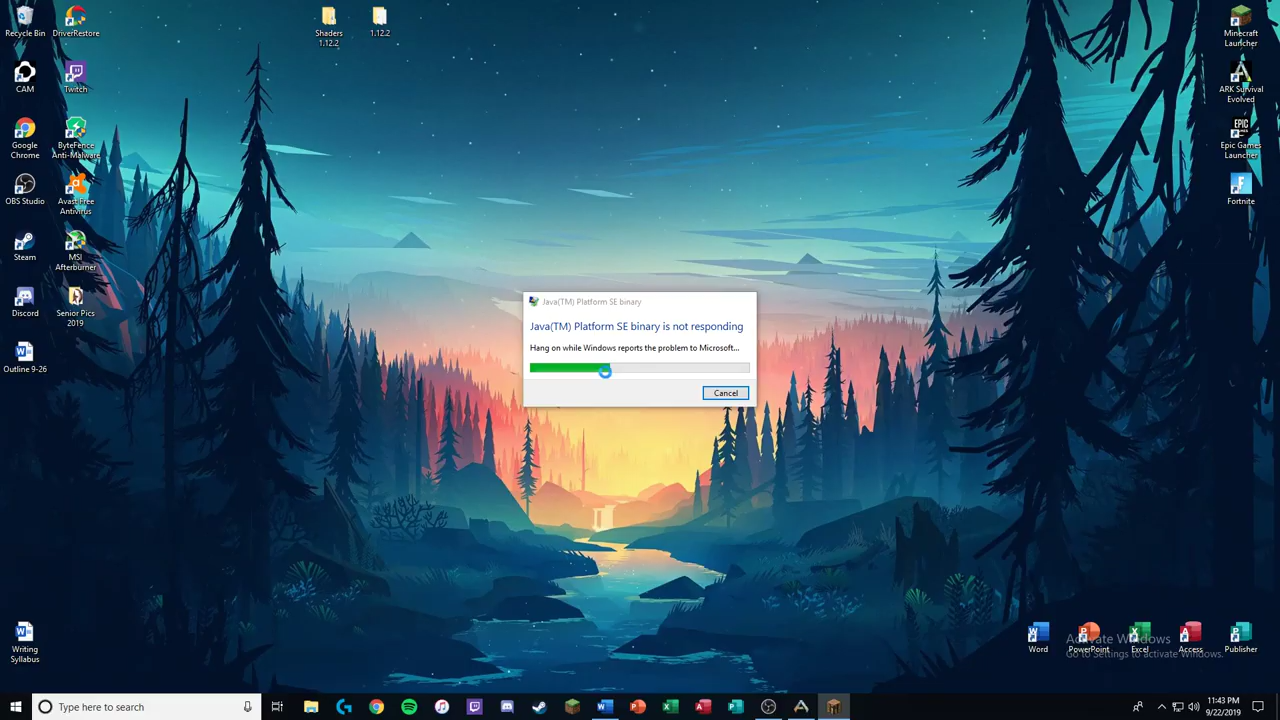 Recycle Bin
DriverRestore
Shaders
1.12.2
1.12.2
Minecraft
Launcher
CAM
Twitch
ARK Survival
Evolved
Google
Chrome
ByteFence
Anti-Malware
EPIC
GAMES
Epic Games
Launcher
OBS Studio
Avast Free
Antivirus
Fortnite
Steam
MSI
Afterburner
Java(TM) Platform SE binary
Java(TM) Platform SE binary is not responding
Hang on while Windows reports the problem to Microsoft...
Cancel
Discord
Senior Pics
2019
Outline 9-26
Writing
Syllabus
Word
PowerPoint
Excel
Access
Publisher
Activate Windows
Go to Settings to activate Windows.
Type here to search
11:43 PM
9/22/2019